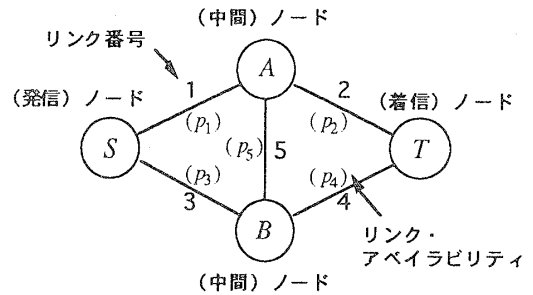 （中間）ノード
リンク番号
A
1
2
（発信）ノード
（着信）ノード
(p1)
(p2)
S
(p5)
5
T
(p3)
(p4)
3
4
B
リンク・
アベイラビリティ
（中間）ノード